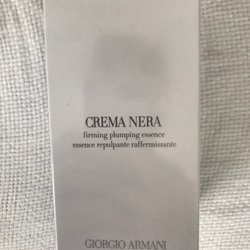 CREMA NERA
firming plumping essence
essence repulpante raffermissante
GIORGIO ARMANI